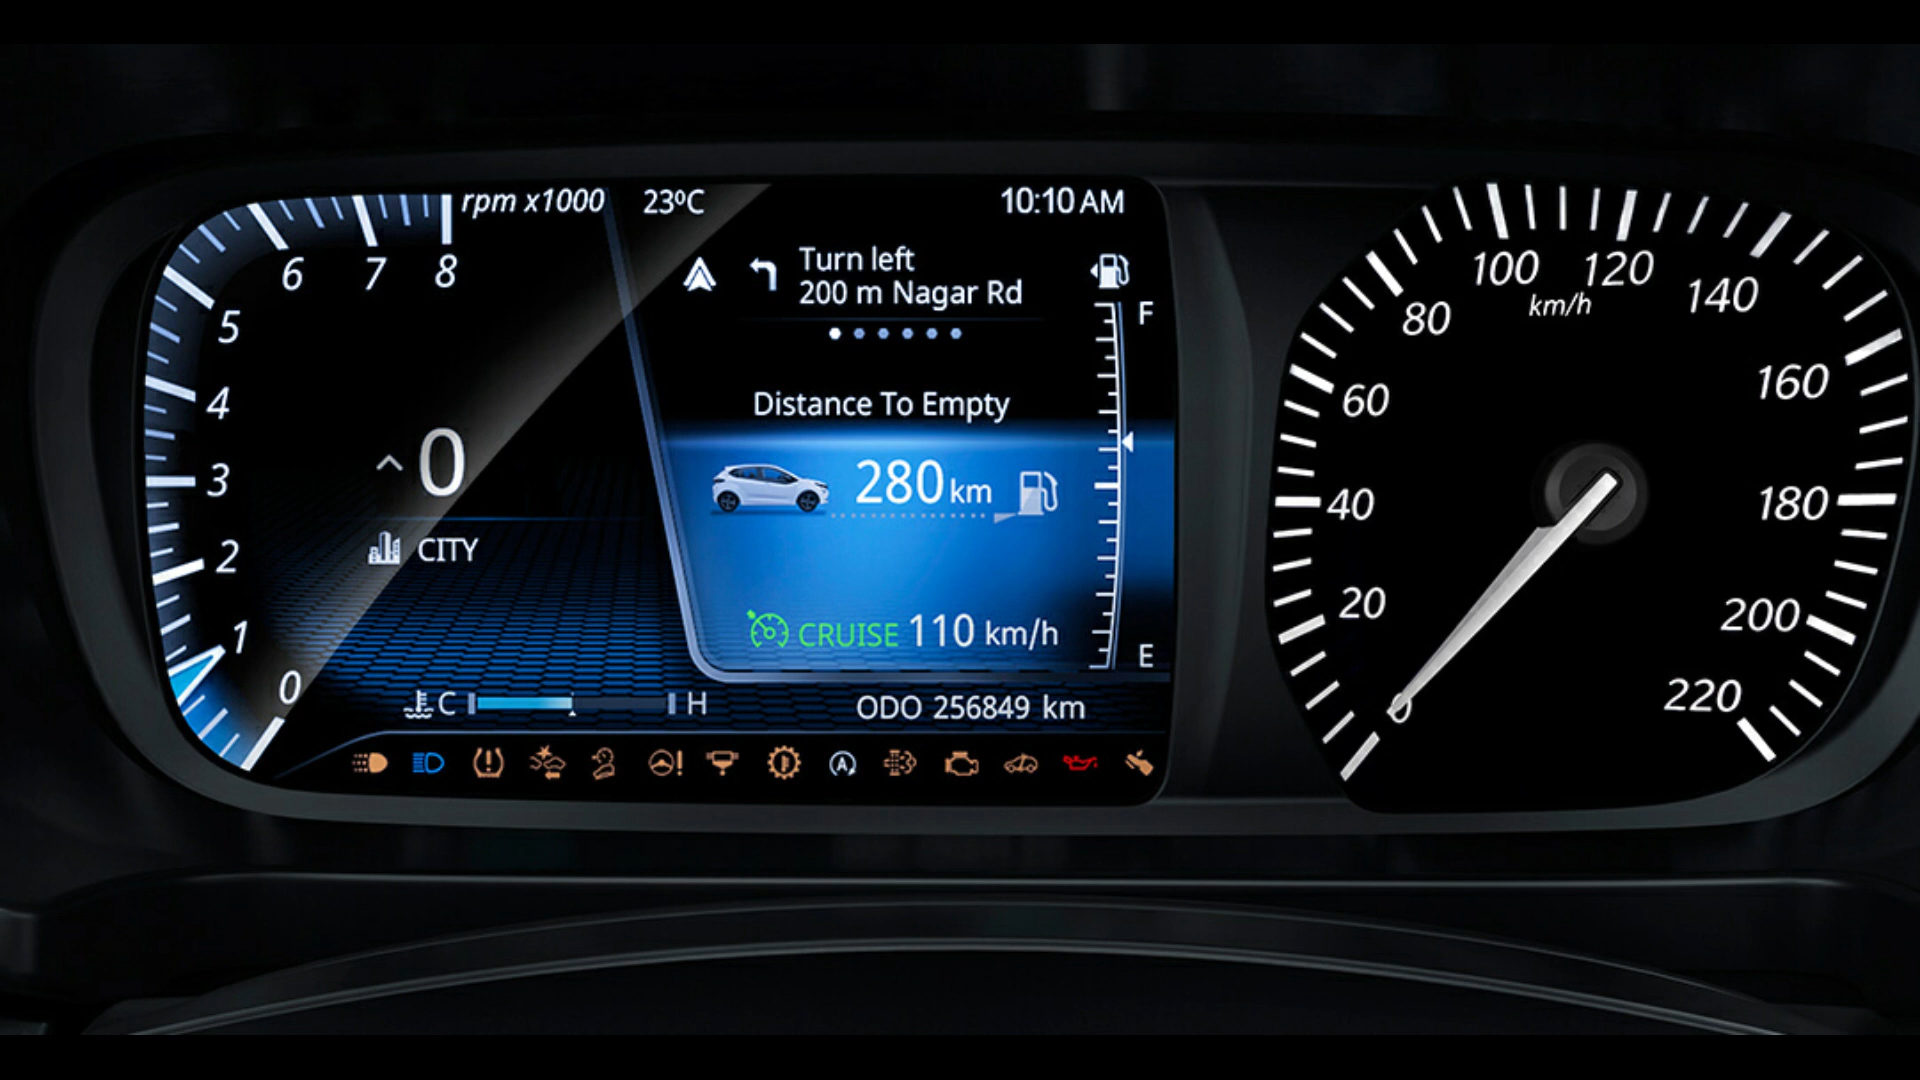 rpm x1000
23ºC
10:10 AM
6 7 8
5
4
3
2
1
0
^ 0
CITY
Turn left
200 m Nagar Rd
F
Distance To Empty
280 km
CRUISE 110 km/h
E
C H
ODO 256849 km
A
0
20
40
60
80
100
120
km/h
140
160
180
200
220